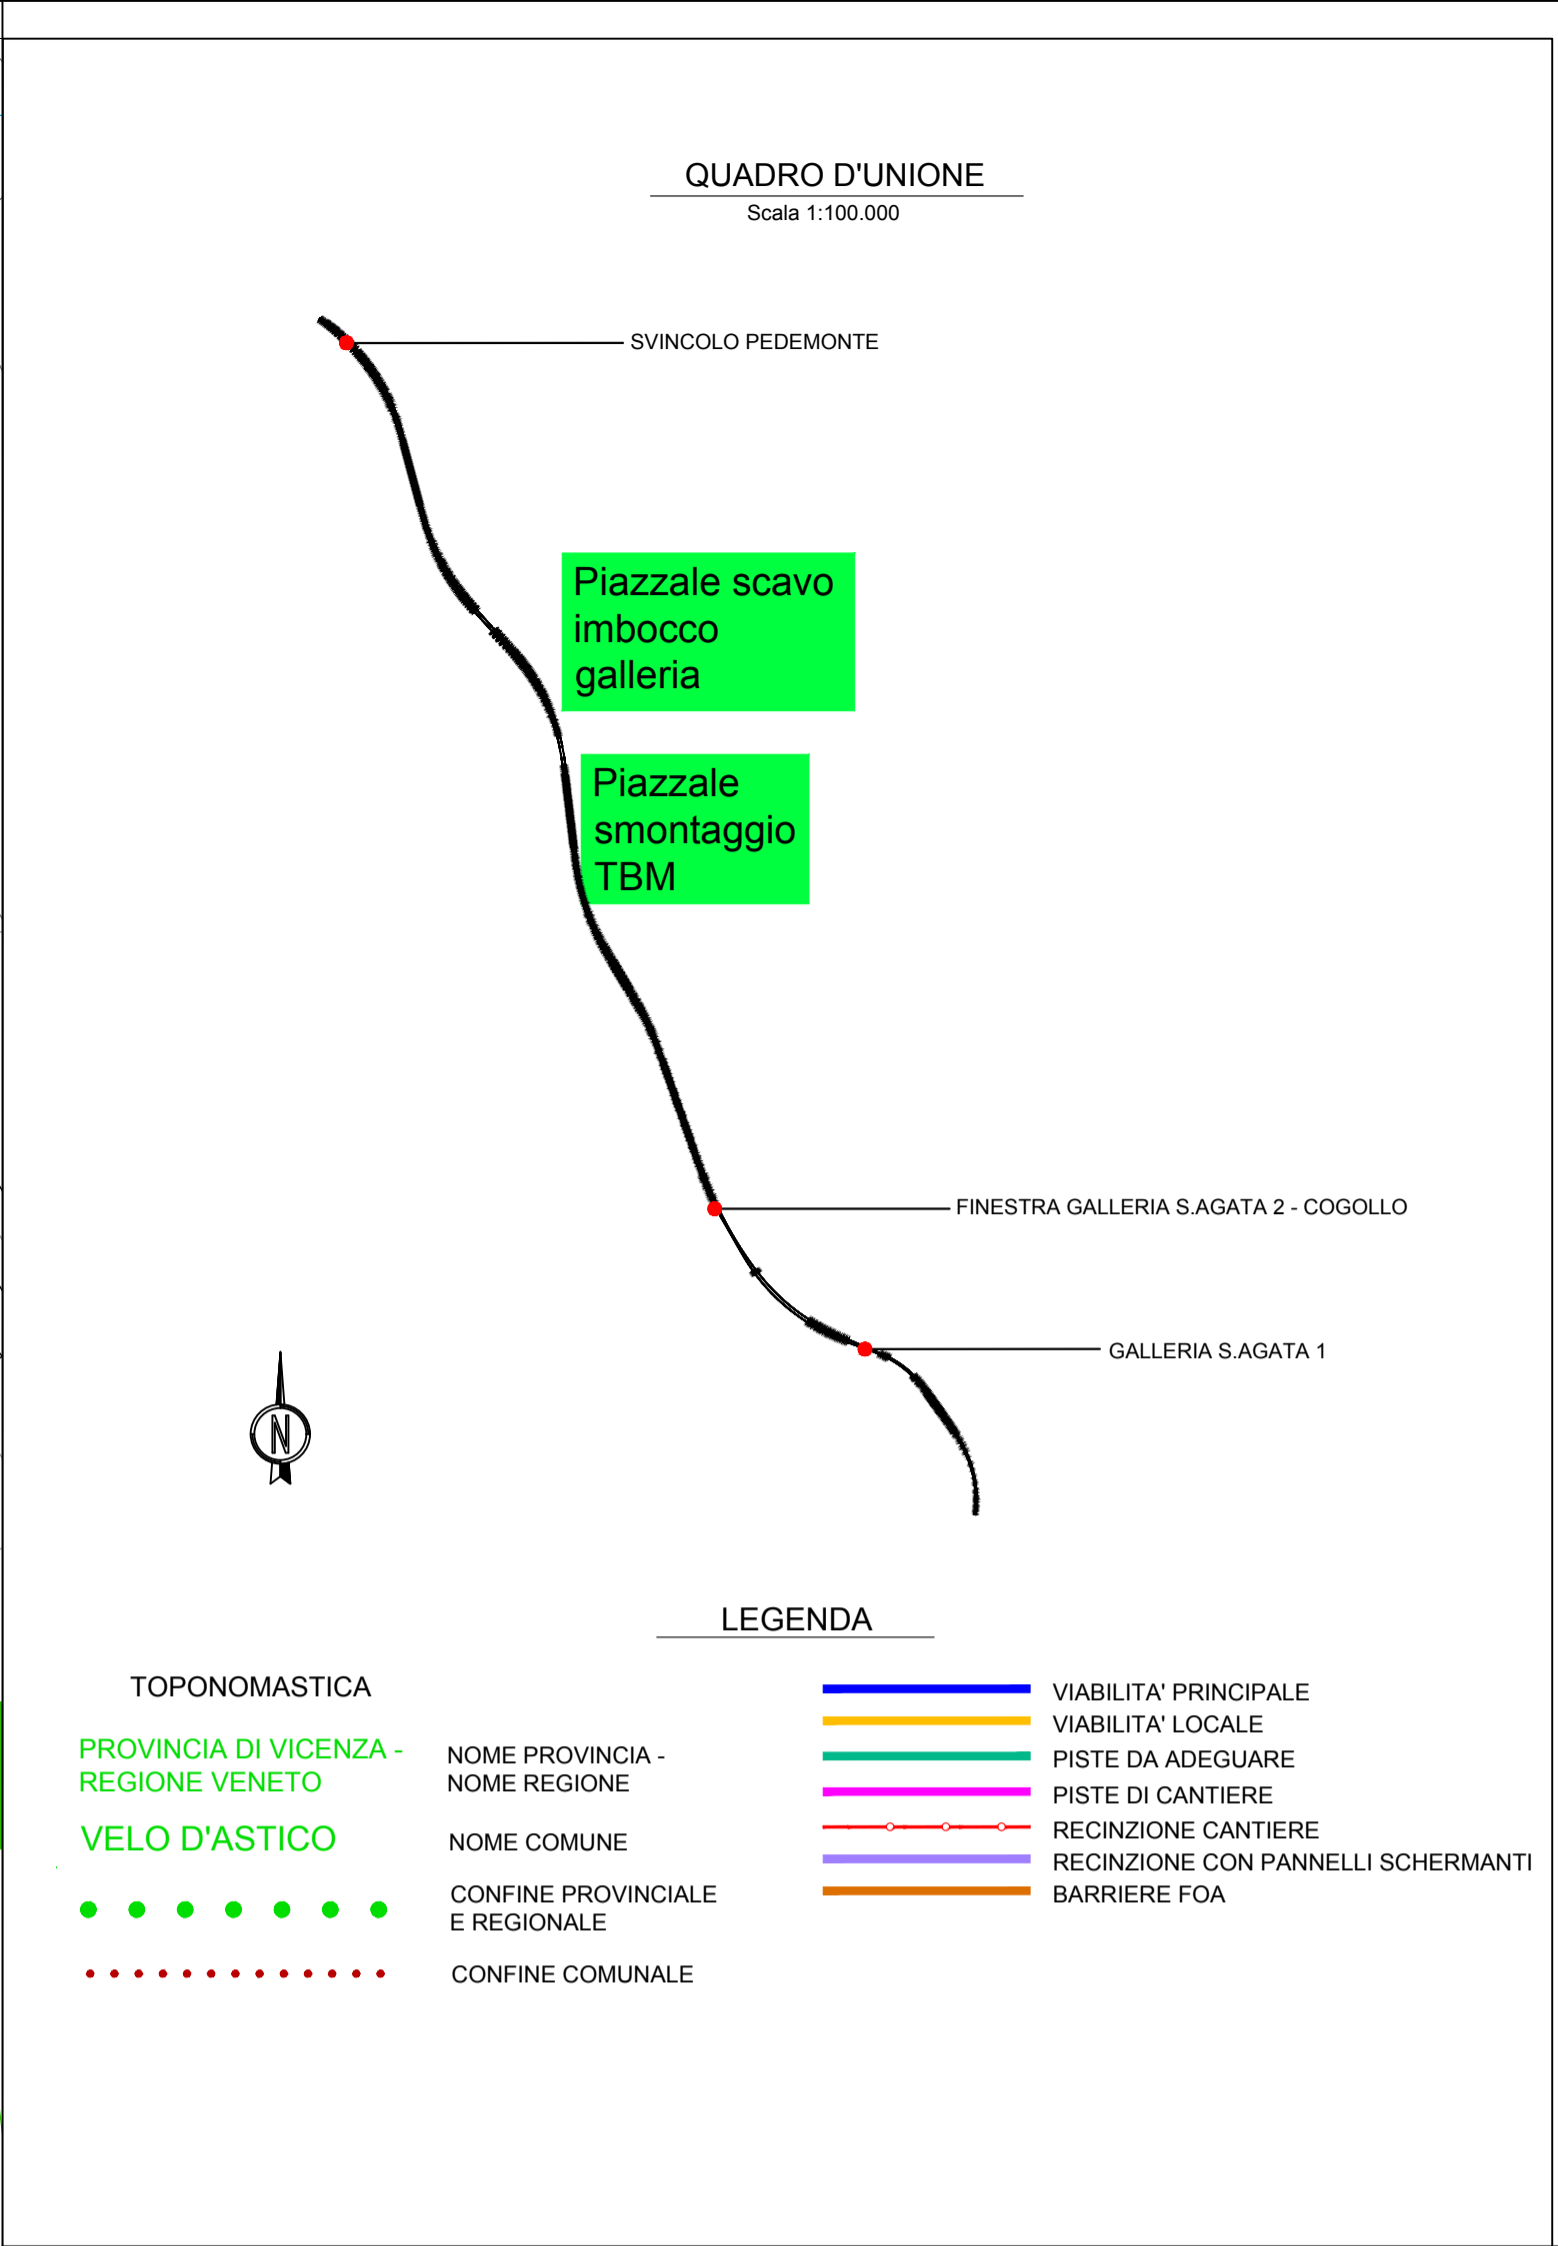 QUADRO D'UNIONE
Scala 1:100.000
SVINCOLO PEDEMONTE
Piazzale scavo
imbocco
galleria
Piazzale
smontaggio
TBM
FINESTRA GALLERIA S.AGATA 2 - COGOLLO
GALLERIA S.AGATA 1
N
LEGENDA
TOPONOMASTICA
PROVINCIA DI VICENZA -
REGIONE VENETO
NOME PROVINCIA -
NOME REGIONE
VELO D'ASTICO
NOME COMUNE
CONFINE PROVINCIALE
E REGIONALE
CONFINE COMUNALE
VIABILITA' PRINCIPALE
VIABILITA' LOCALE
PISTE DA ADEGUARE
PISTE DI CANTIERE
RECINZIONE CANTIERE
RECINZIONE CON PANNELLI SCHERMANTI
BARRIERE FOA